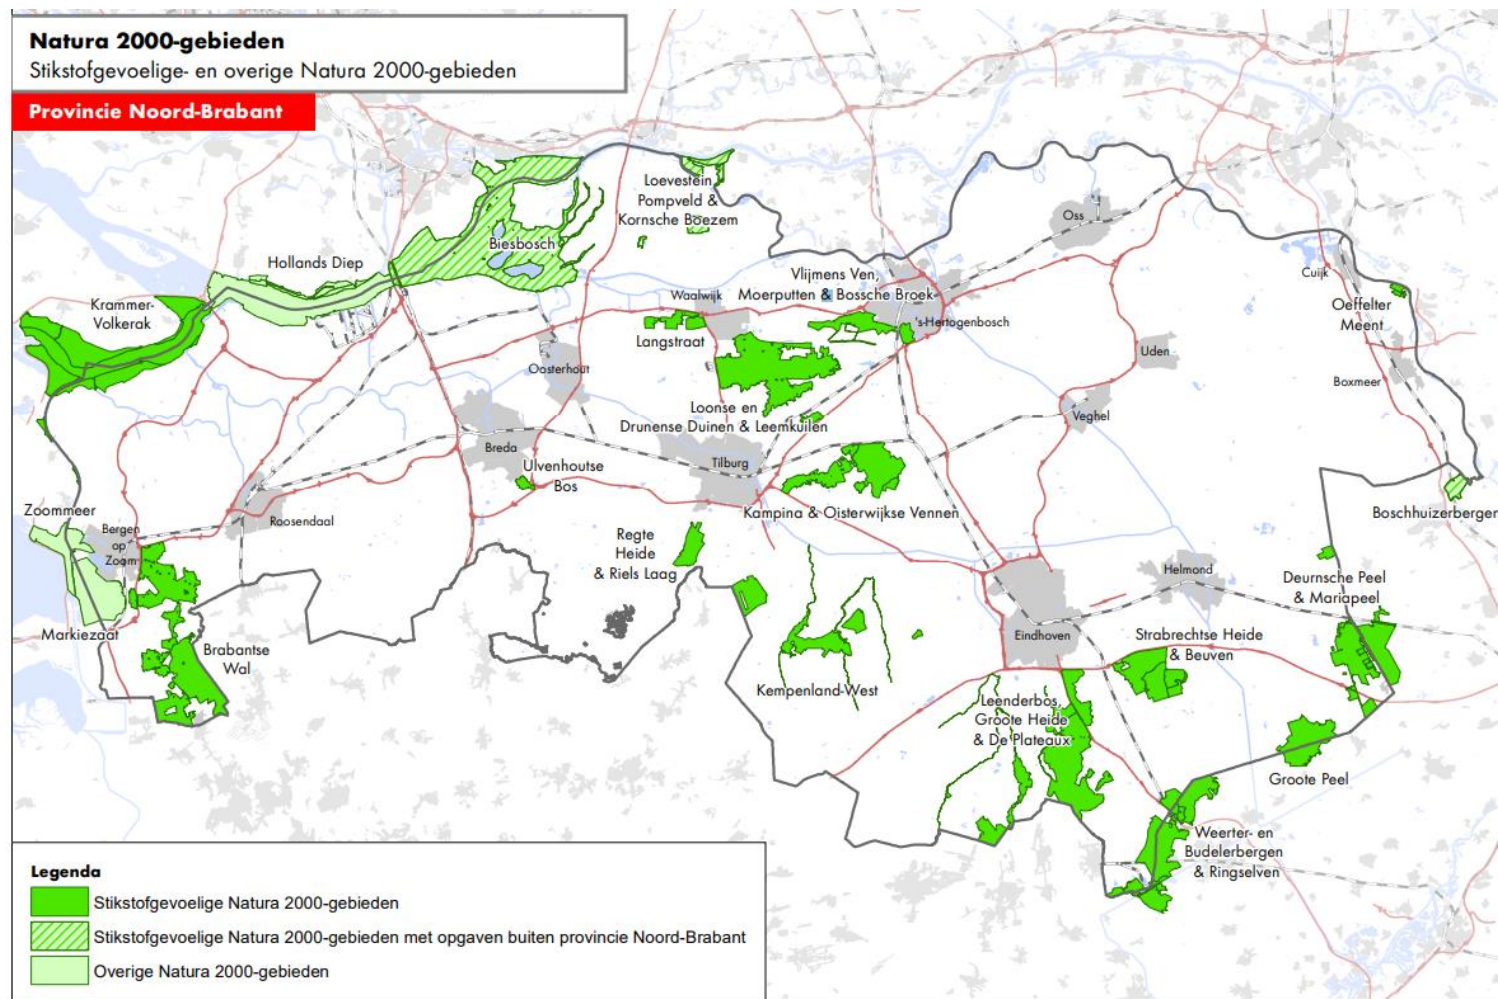 Natura 2000-gebieden
Stikstofgevoelige- en overige Natura 2000-gebieden
Provincie Noord-Brabant
Loevestein
Pompveld &
Kornsche Boezem
Oss
Biesbosch
Hollands Diep
Vlijmens Ven,
Moerputten & Bossche Broek
Cuijk
Krammer-
Volkerak
Waalwijk
Oeffelter
Meent
's-Hertogenbosch
Langstraat
Uden
Oosterhout
Boxmeer
Loonse en
Drunense Duinen & Leemkuilen
Veghel
Breda
Tilburg
Ulvenhoutse
Bos
Zoommeer
Kampina & Oisterwijkse Vennen
Boschhuizerbergen
Roosendaal
Bergen
op
Zoom
Regte
Heide
& Riels Laag
Helmond
Deurnsche Peel
& Mariapeel
Markiezaat
Eindhoven
Strabrechtse Heide
& Beuven
Brabantse
Wal
Kempenland-West
Leenderbos,
Groote Heide
& De Plateaux
Groote Peel
Weerter- en
Budelerbergen
& Ringselven
Legenda
Stikstofgevoelige Natura 2000-gebieden
Stikstofgevoelige Natura 2000-gebieden met opgaven buiten provincie Noord-Brabant
Overige Natura 2000-gebieden